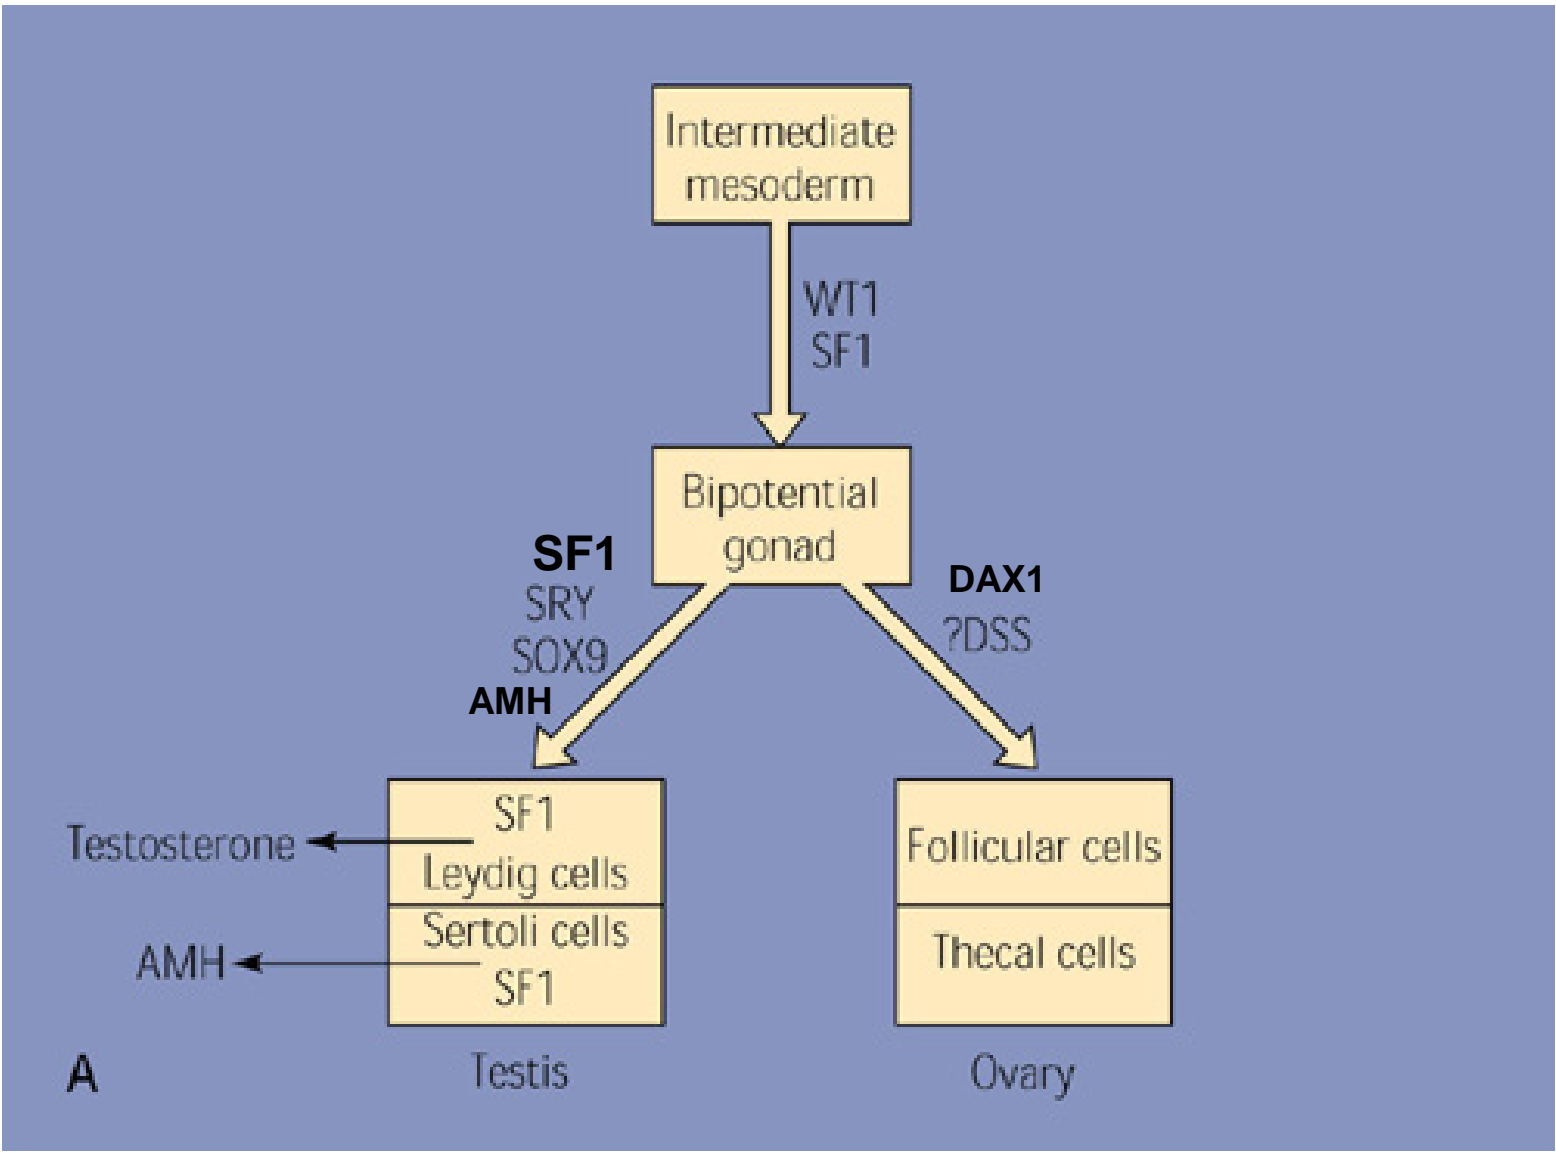 Intermediate
mesoderm
WT1
SF1
Bipotential
gonad
SF1
SRY
SOX9
AMH
DAX1
?DSS
SF1
Testosterone
Leydig cells
Sertoli cells
AMH
SF1
Follicular cells
Thecal cells
A
Testis
Ovary